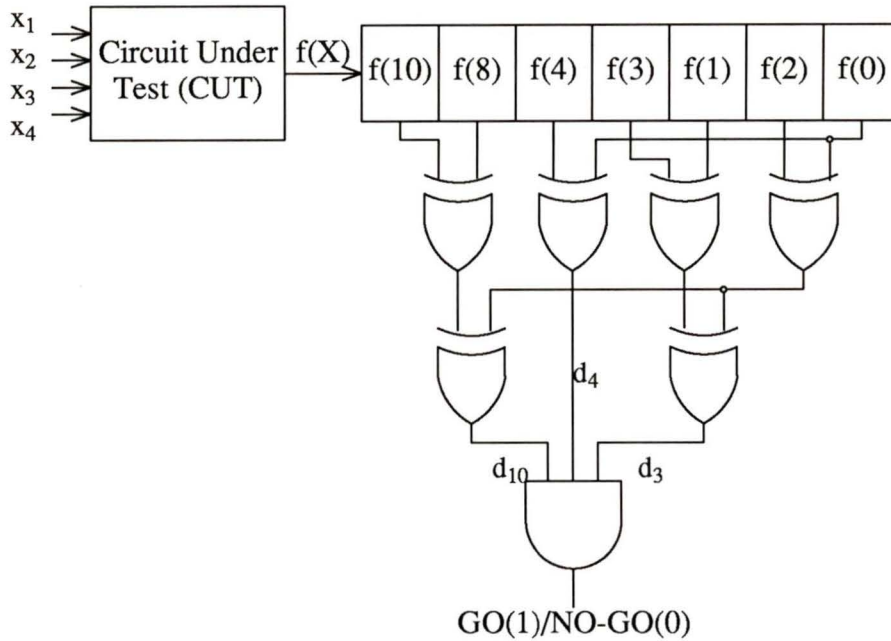 x₁
x₂
x₃
x₄
Circuit Under
Test (CUT)
f(X)
f(10) f(8) f(4) f(3) f(1) f(2) f(0)
d₄
d₁₀ d₃
GO(1)/NO-GO(0)